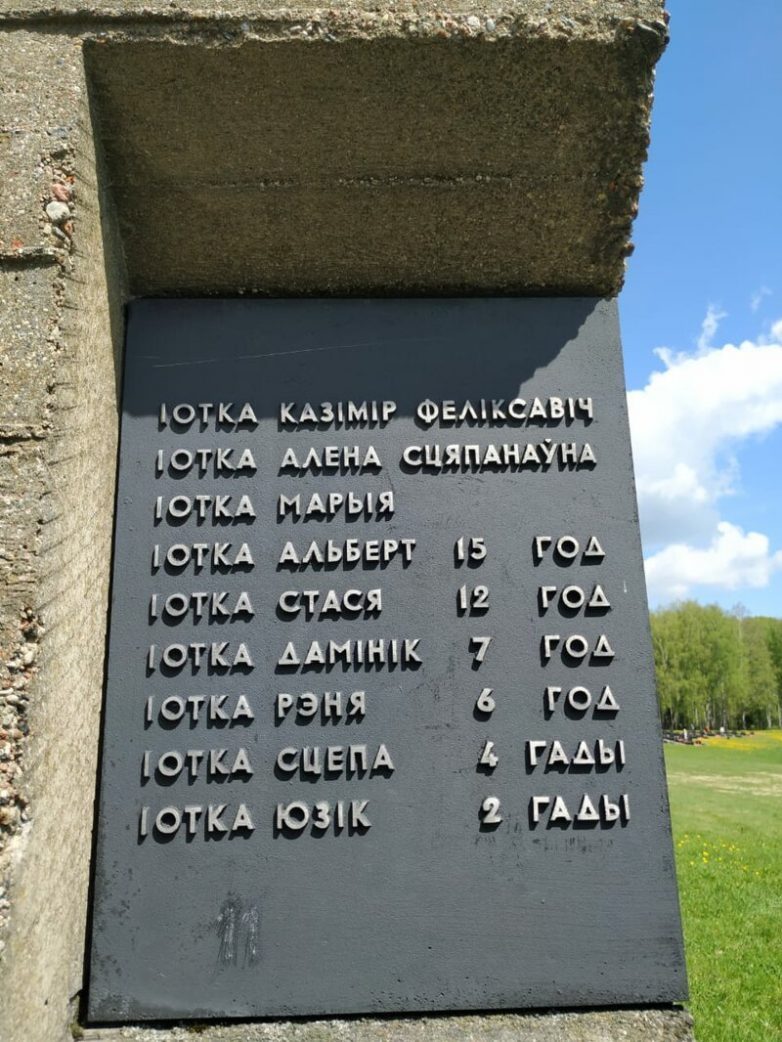 ІОТКА КАЗІМІР ФЕЛІКСАВІЧ
ІОТКА АЛЕНА СЦЯПАНАЎНА
ІОТКА МАРЫЯ
ІОТКА АЛЬБЕРТ 15 ГОД
ІОТКА СТАСЯ 12 ГОД
ІОТКА ДАМІНІК 7 ГОД
ІОТКА РЭНЯ 6 ГОД
ІОТКА СЦЕПА 4 ГАДЫ
ІОТКА ЮЗІК 2 ГАДЫ